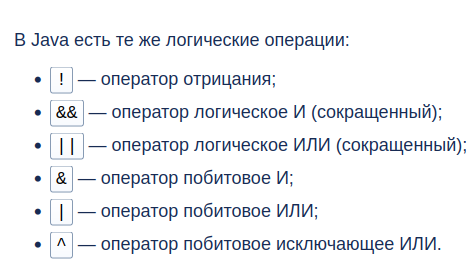 В Java есть те же логические операции:
• ! — оператор отрицания;
• && — оператор логическое И (сокращенный);
• || — оператор логическое ИЛИ (сокращенный);
• & — оператор побитовое И;
• | — оператор побитовое ИЛИ;
• ^ — оператор побитовое исключающее ИЛИ.